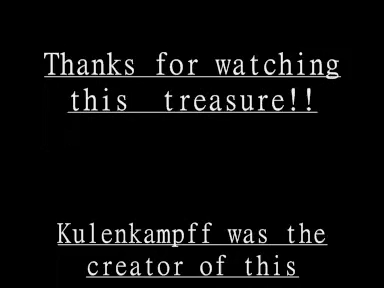 Thanks for watching
this treasure!!
Kulenkampff was the
creator of this